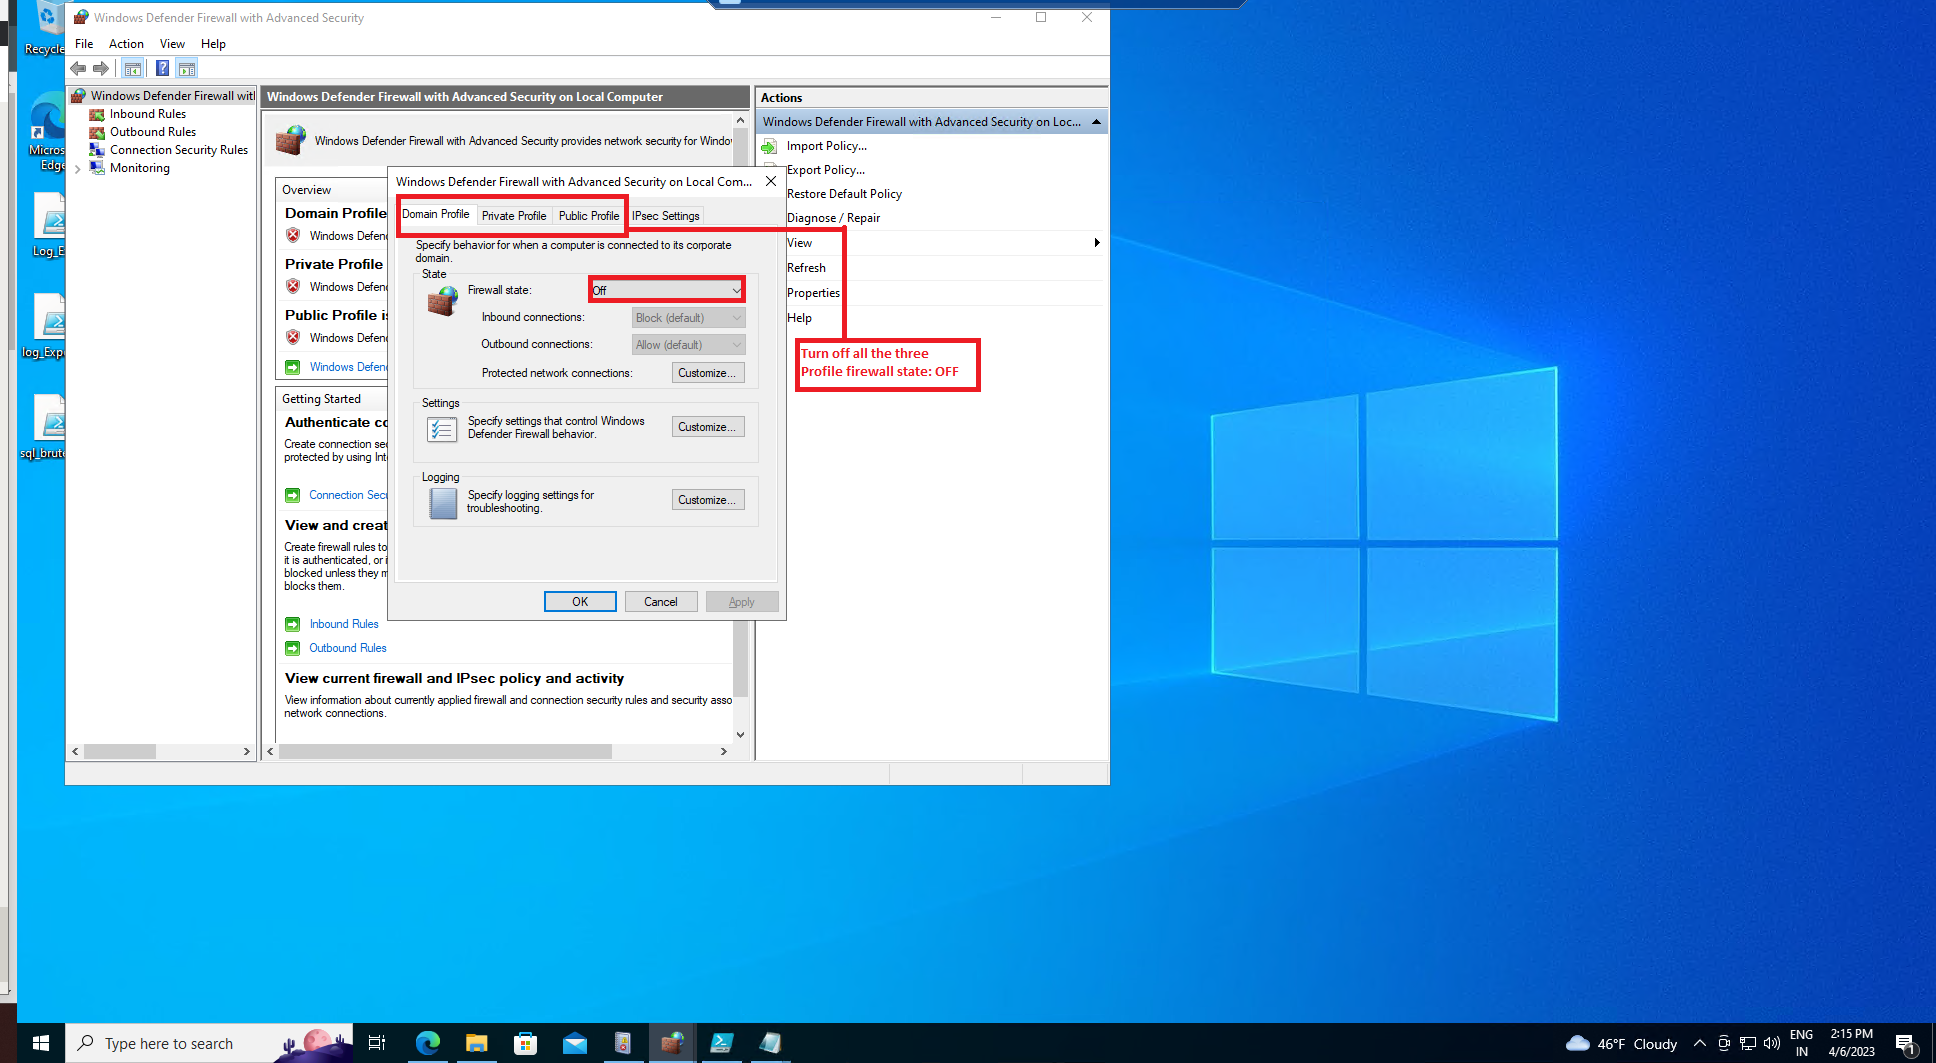 Recycle
Micros
Edge
Log_E
log_Expo
sql_brute
Windows Defender Firewall with Advanced Security
File Action View Help
Windows Defender Firewall with
Inbound Rules
Outbound Rules
Connection Security Rules
Monitoring
Windows Defender Firewall with Advanced Security on Local Computer
Windows Defender Firewall with Advanced Security provides network security for Window
Overview
Domain Profile
Windows Defen
Private Profile
Windows Defen
Public Profile is
Windows Defen
Windows Defen
Getting Started
Authenticate co
Create connection sec
protected by using Int
Connection Secu
View and creat
Create firewall rules to
it is authenticated, or i
blocked unless they m
blocks them.
Inbound Rules
Outbound Rules
View current firewall and IPsec policy and activity
View information about currently applied firewall and connection security rules and security asso
network connections.
Windows Defender Firewall with Advanced Security on Local Com...
Domain Profile Private Profile Public Profile IPsec Settings
Specify behavior for when a computer is connected to its corporate
domain.
State
Firewall state: Off
Inbound connections: Block (default)
Outbound connections: Allow (default)
Protected network connections: Customize...
Settings
Specify settings that control Windows
Defender Firewall behavior.
Customize...
Logging
Specify logging settings for
troubleshooting.
Customize...
OK Cancel Apply
Actions
Windows Defender Firewall with Advanced Security on Loc...
Import Policy...
Export Policy...
Restore Default Policy
Diagnose / Repair
View
Refresh
Properties
Help
Turn off all the three
Profile firewall state: OFF
Type here to search
46°F Cloudy
ENG
IN
2:15 PM
4/6/2023
1